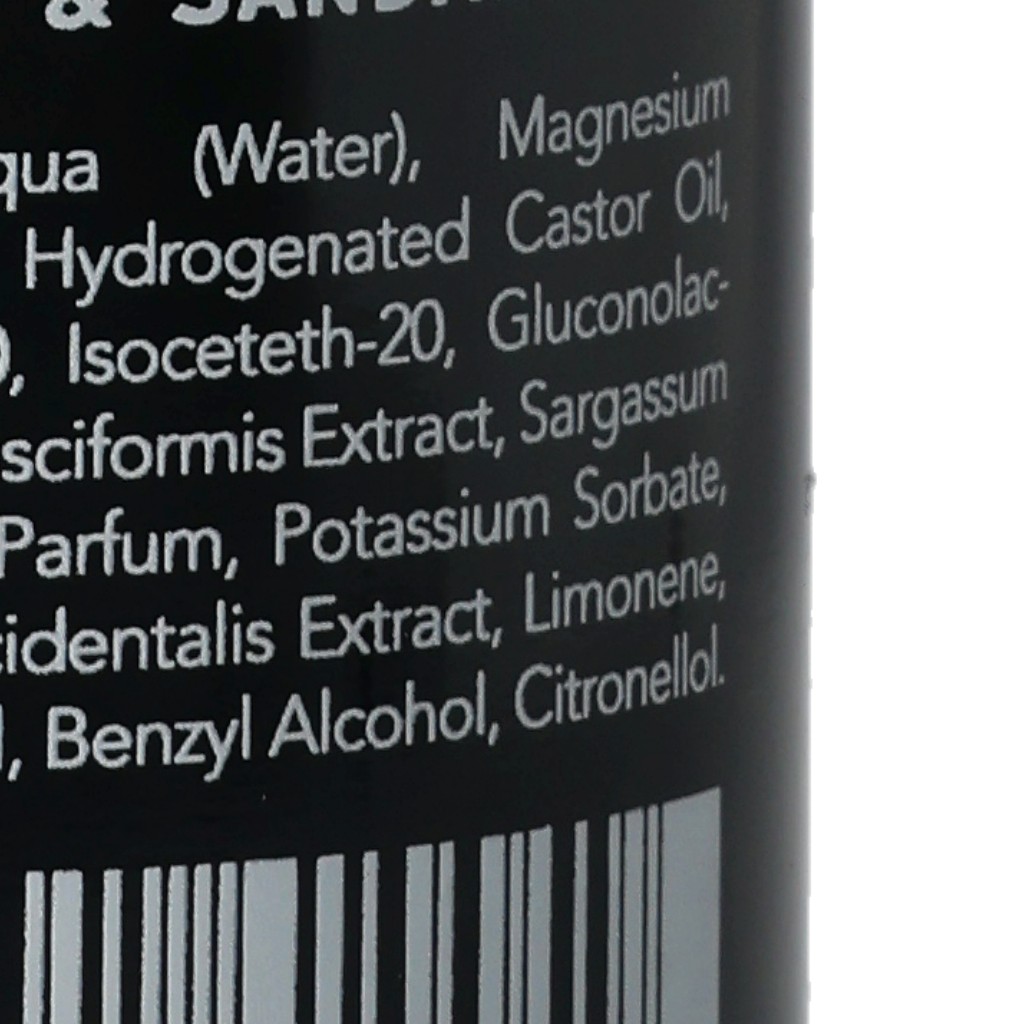 &
qua (Water), Magnesium
Hydrogenated Castor Oil,
Isoceteth-20, Gluconolac-
sciformis Extract, Sargassum
Parfum, Potassium Sorbate,
identalis Extract, Limonene,
, Benzyl Alcohol, Citronellol.